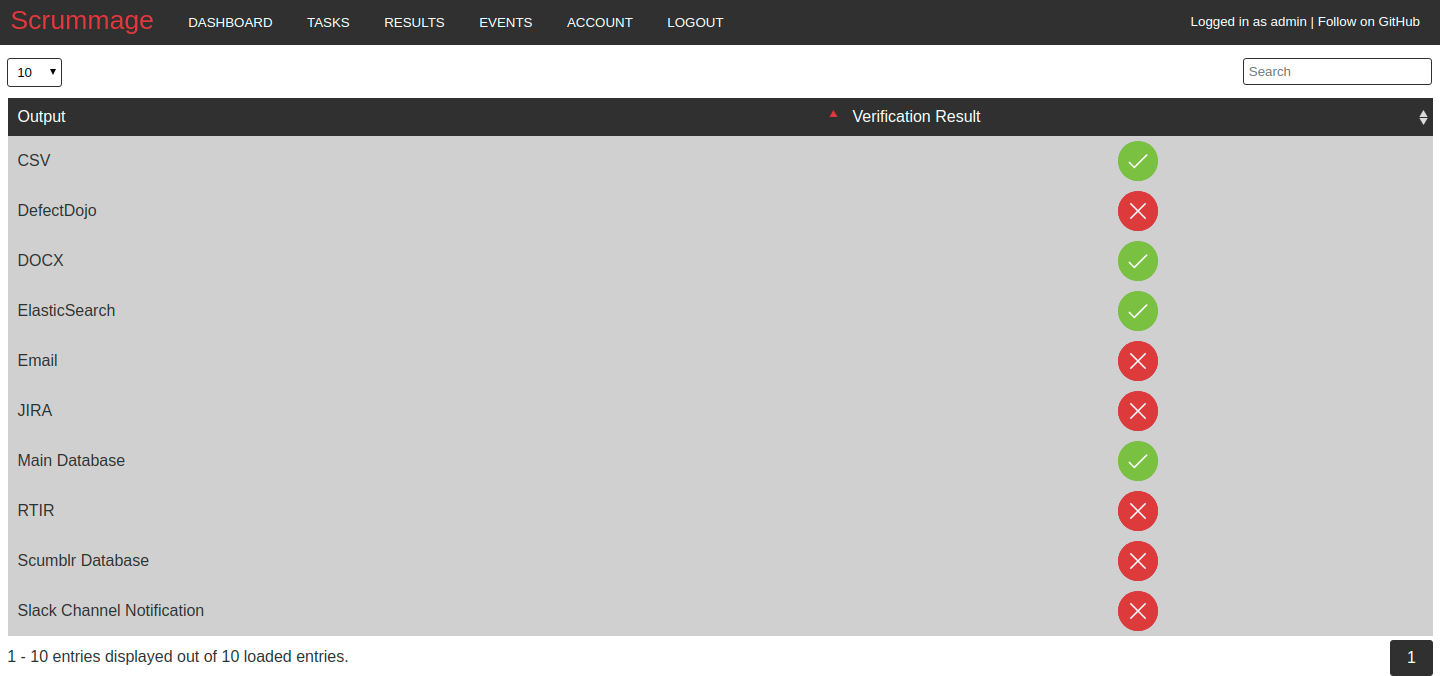 Scrummage DASHBOARD TASKS RESULTS EVENTS ACCOUNT LOGOUT Logged in as admin | Follow on GitHub
10 Search
Output Verification Result
CSV
DefectDojo
DOCX
ElasticSearch
Email
JIRA
Main Database
RTIR
Scumblr Database
Slack Channel Notification
1 - 10 entries displayed out of 10 loaded entries. 1